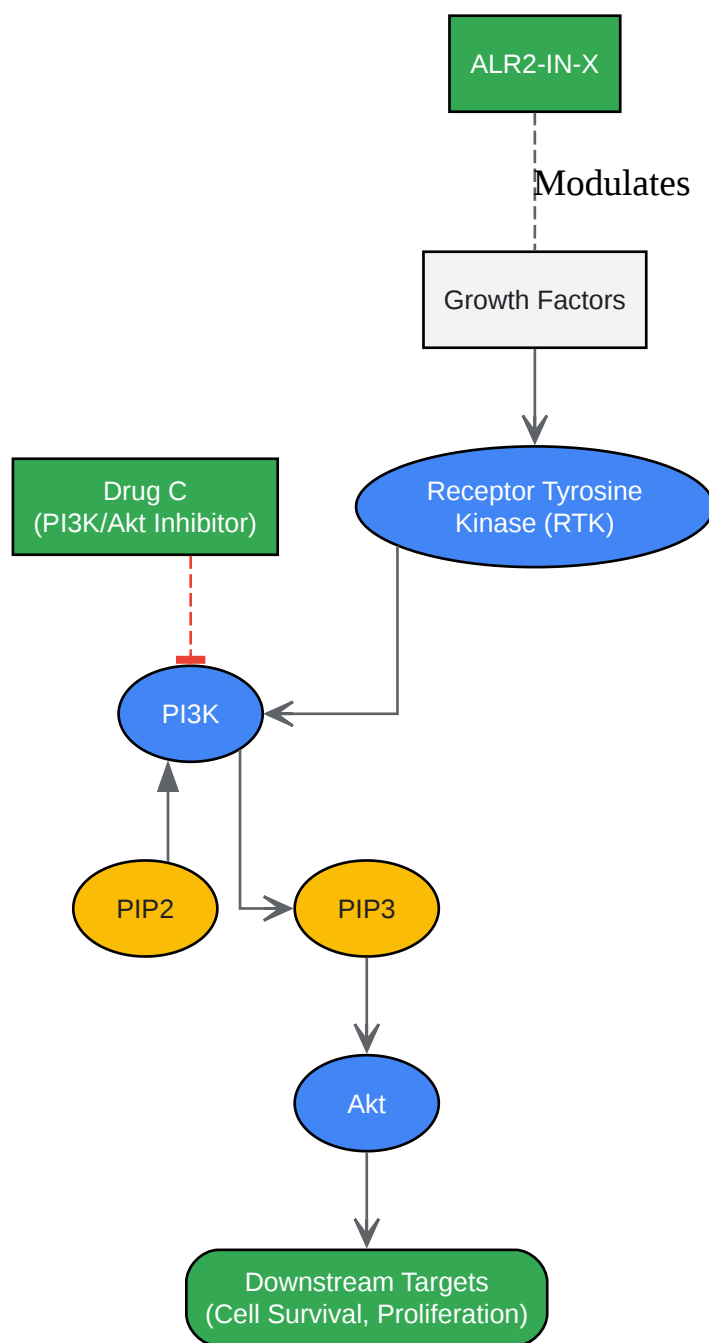 ALR2-IN-X
Modulates
Growth Factors
Receptor Tyrosine
Kinase (RTK)
Drug C
(PI3K/Akt Inhibitor)
PI3K
PIP2
PIP3
Akt
Downstream Targets
(Cell Survival, Proliferation)